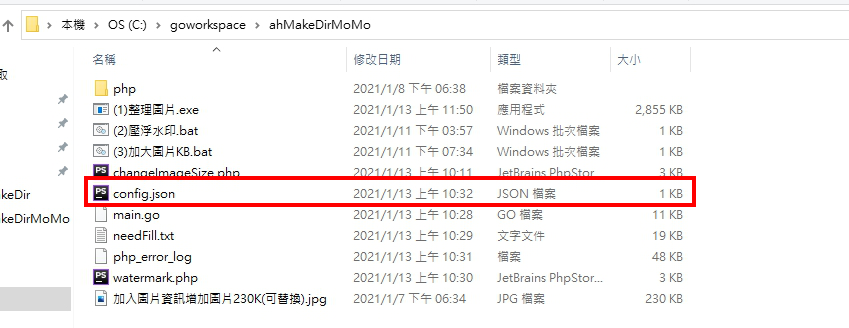 本機 > OS (C:) > goworkspace > ahMakeDirMoMo
名稱 修改日期 類型 大小
php 2021/1/8 下午 06:38 檔案資料夾
(1)整理圖片.exe 2021/1/13 上午 11:50 應用程式 2,855 KB
(2)壓浮水印.bat 2021/1/11 下午 03:57 Windows 批次檔案 1 KB
(3)加大圖片KB.bat 2021/1/11 下午 07:34 Windows 批次檔案 1 KB
changeImageSize.php 2021/1/13 上午 10:11 JetBrains PhpStor... 3 KB
config.json 2021/1/13 上午 10:32 JSON 檔案 1 KB
main.go 2021/1/13 上午 10:28 GO 檔案 11 KB
needFill.txt 2021/1/13 上午 10:29 文字文件 19 KB
php_error_log 2021/1/13 上午 10:31 檔案 48 KB
watermark.php 2021/1/13 上午 10:30 JetBrains PhpStor... 3 KB
加入圖片資訊增加圖片230K(可替換).jpg 2021/1/7 下午 06:34 JPG 檔案 230 KB
取
akeDir
akeDirMoMo
PS
PS
PS